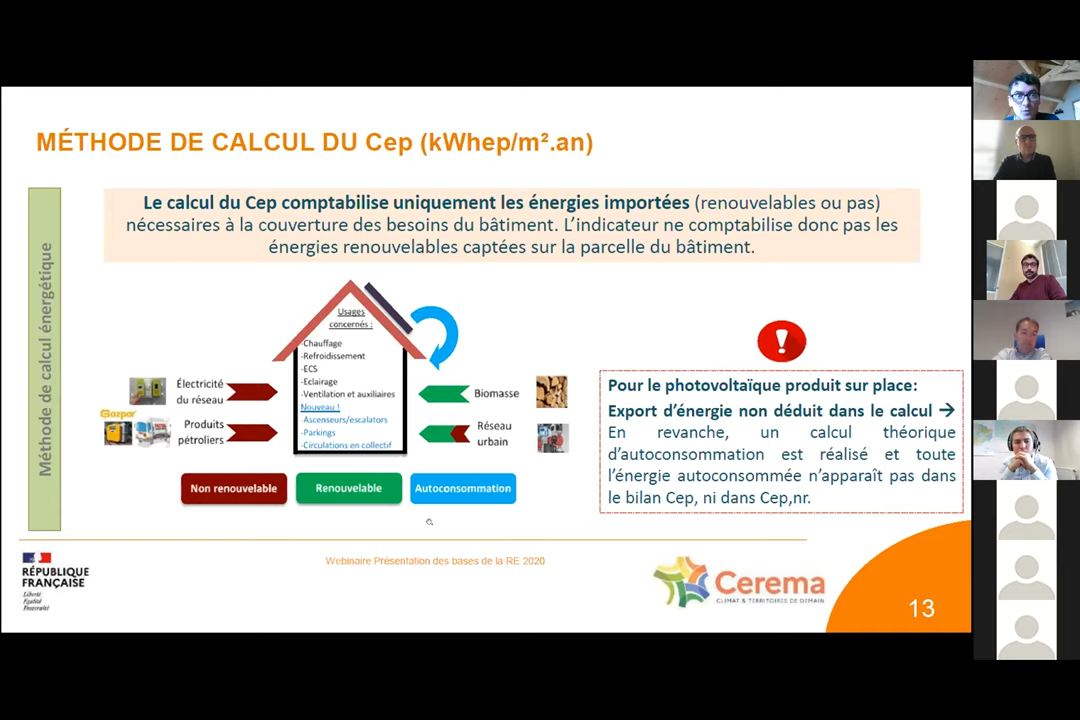 MÉTHODE DE CALCUL DU Cep (kWhep/m².an)
Méthode de calcul énergétique
Le calcul du Cep comptabilise uniquement les énergies importées (renouvelables ou pas)
nécessaires à la couverture des besoins du bâtiment. L'indicateur ne comptabilise donc pas les
énergies renouvelables captées sur la parcelle du bâtiment.
Usages
concernés :
-Chauffage
-Refroidissement
-ECS
-Eclairage
-Ventilation et auxiliaires
Nouveau !
-Ascenseurs/escalators
-Parkings
-Circulations en collectif
Électricité
du réseau
Gazpar
Produits
pétroliers
Biomasse
Réseau
urbain
Non renouvelable
Renouvelable
Autoconsommation
!
Pour le photovoltaïque produit sur place:
Export d'énergie non déduit dans le calcul →
En revanche, un calcul théorique
d'autoconsommation est réalisé et toute
l'énergie autoconsommée n'apparaît pas dans
le bilan Cep, ni dans Cep,nr.
RÉPUBLIQUE
FRANÇAISE
Liberté
Égalité
Fraternité
Webinaire Présentation des bases de la RE 2020
Cerema
CLIMAT & TERRITOIRES DE DEMAIN
13